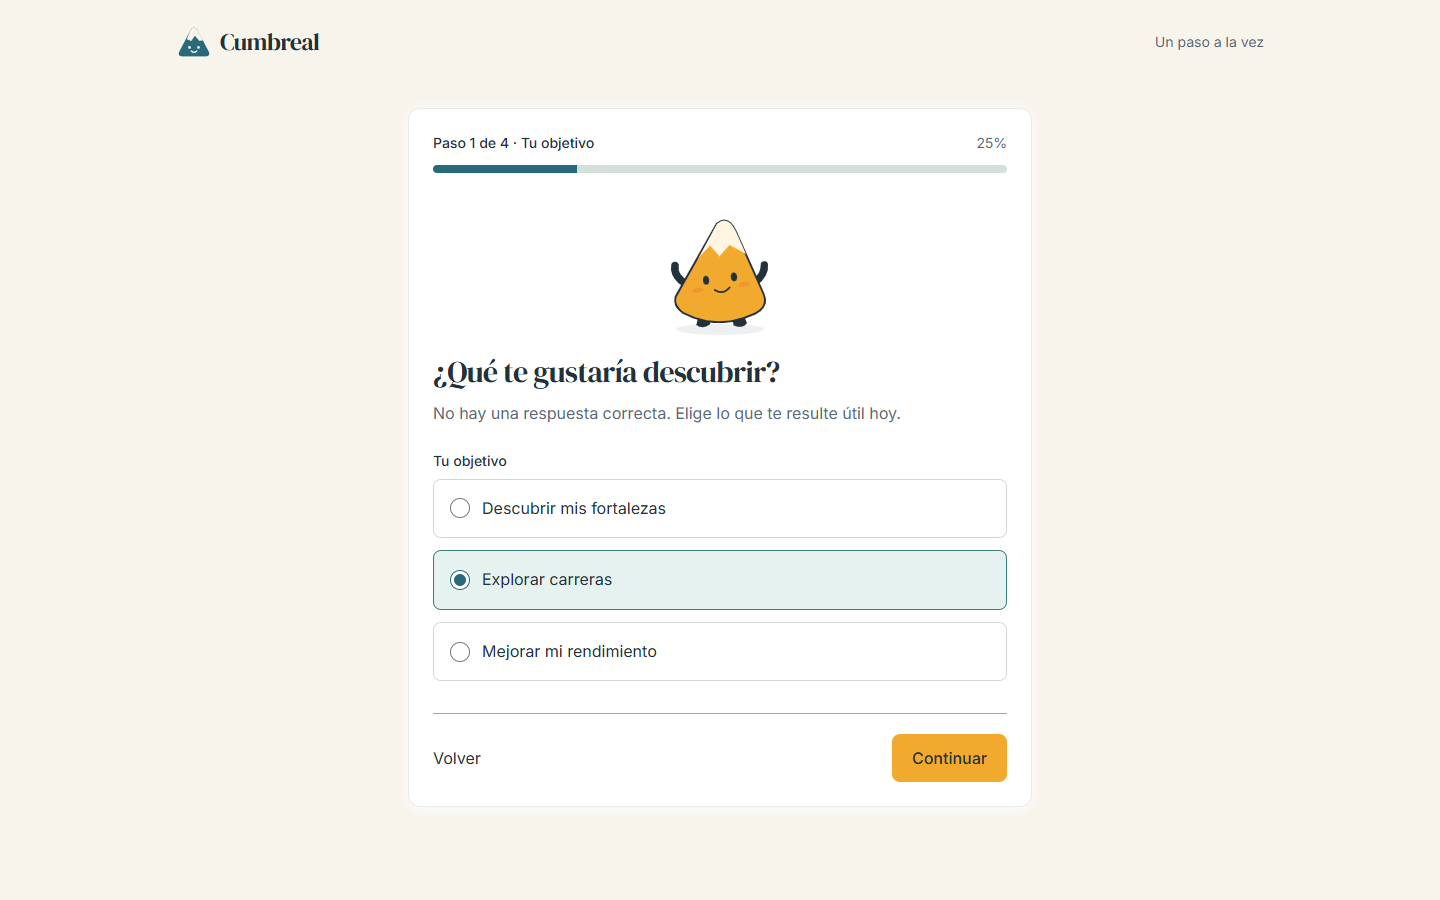 Cumbreal
Un paso a la vez
Paso 1 de 4 · Tu objetivo
25%
¿Qué te gustaría descubrir?
No hay una respuesta correcta. Elige lo que te resulte útil hoy.
Tu objetivo
Descubrir mis fortalezas
Explorar carreras
Mejorar mi rendimiento
Volver
Continuar